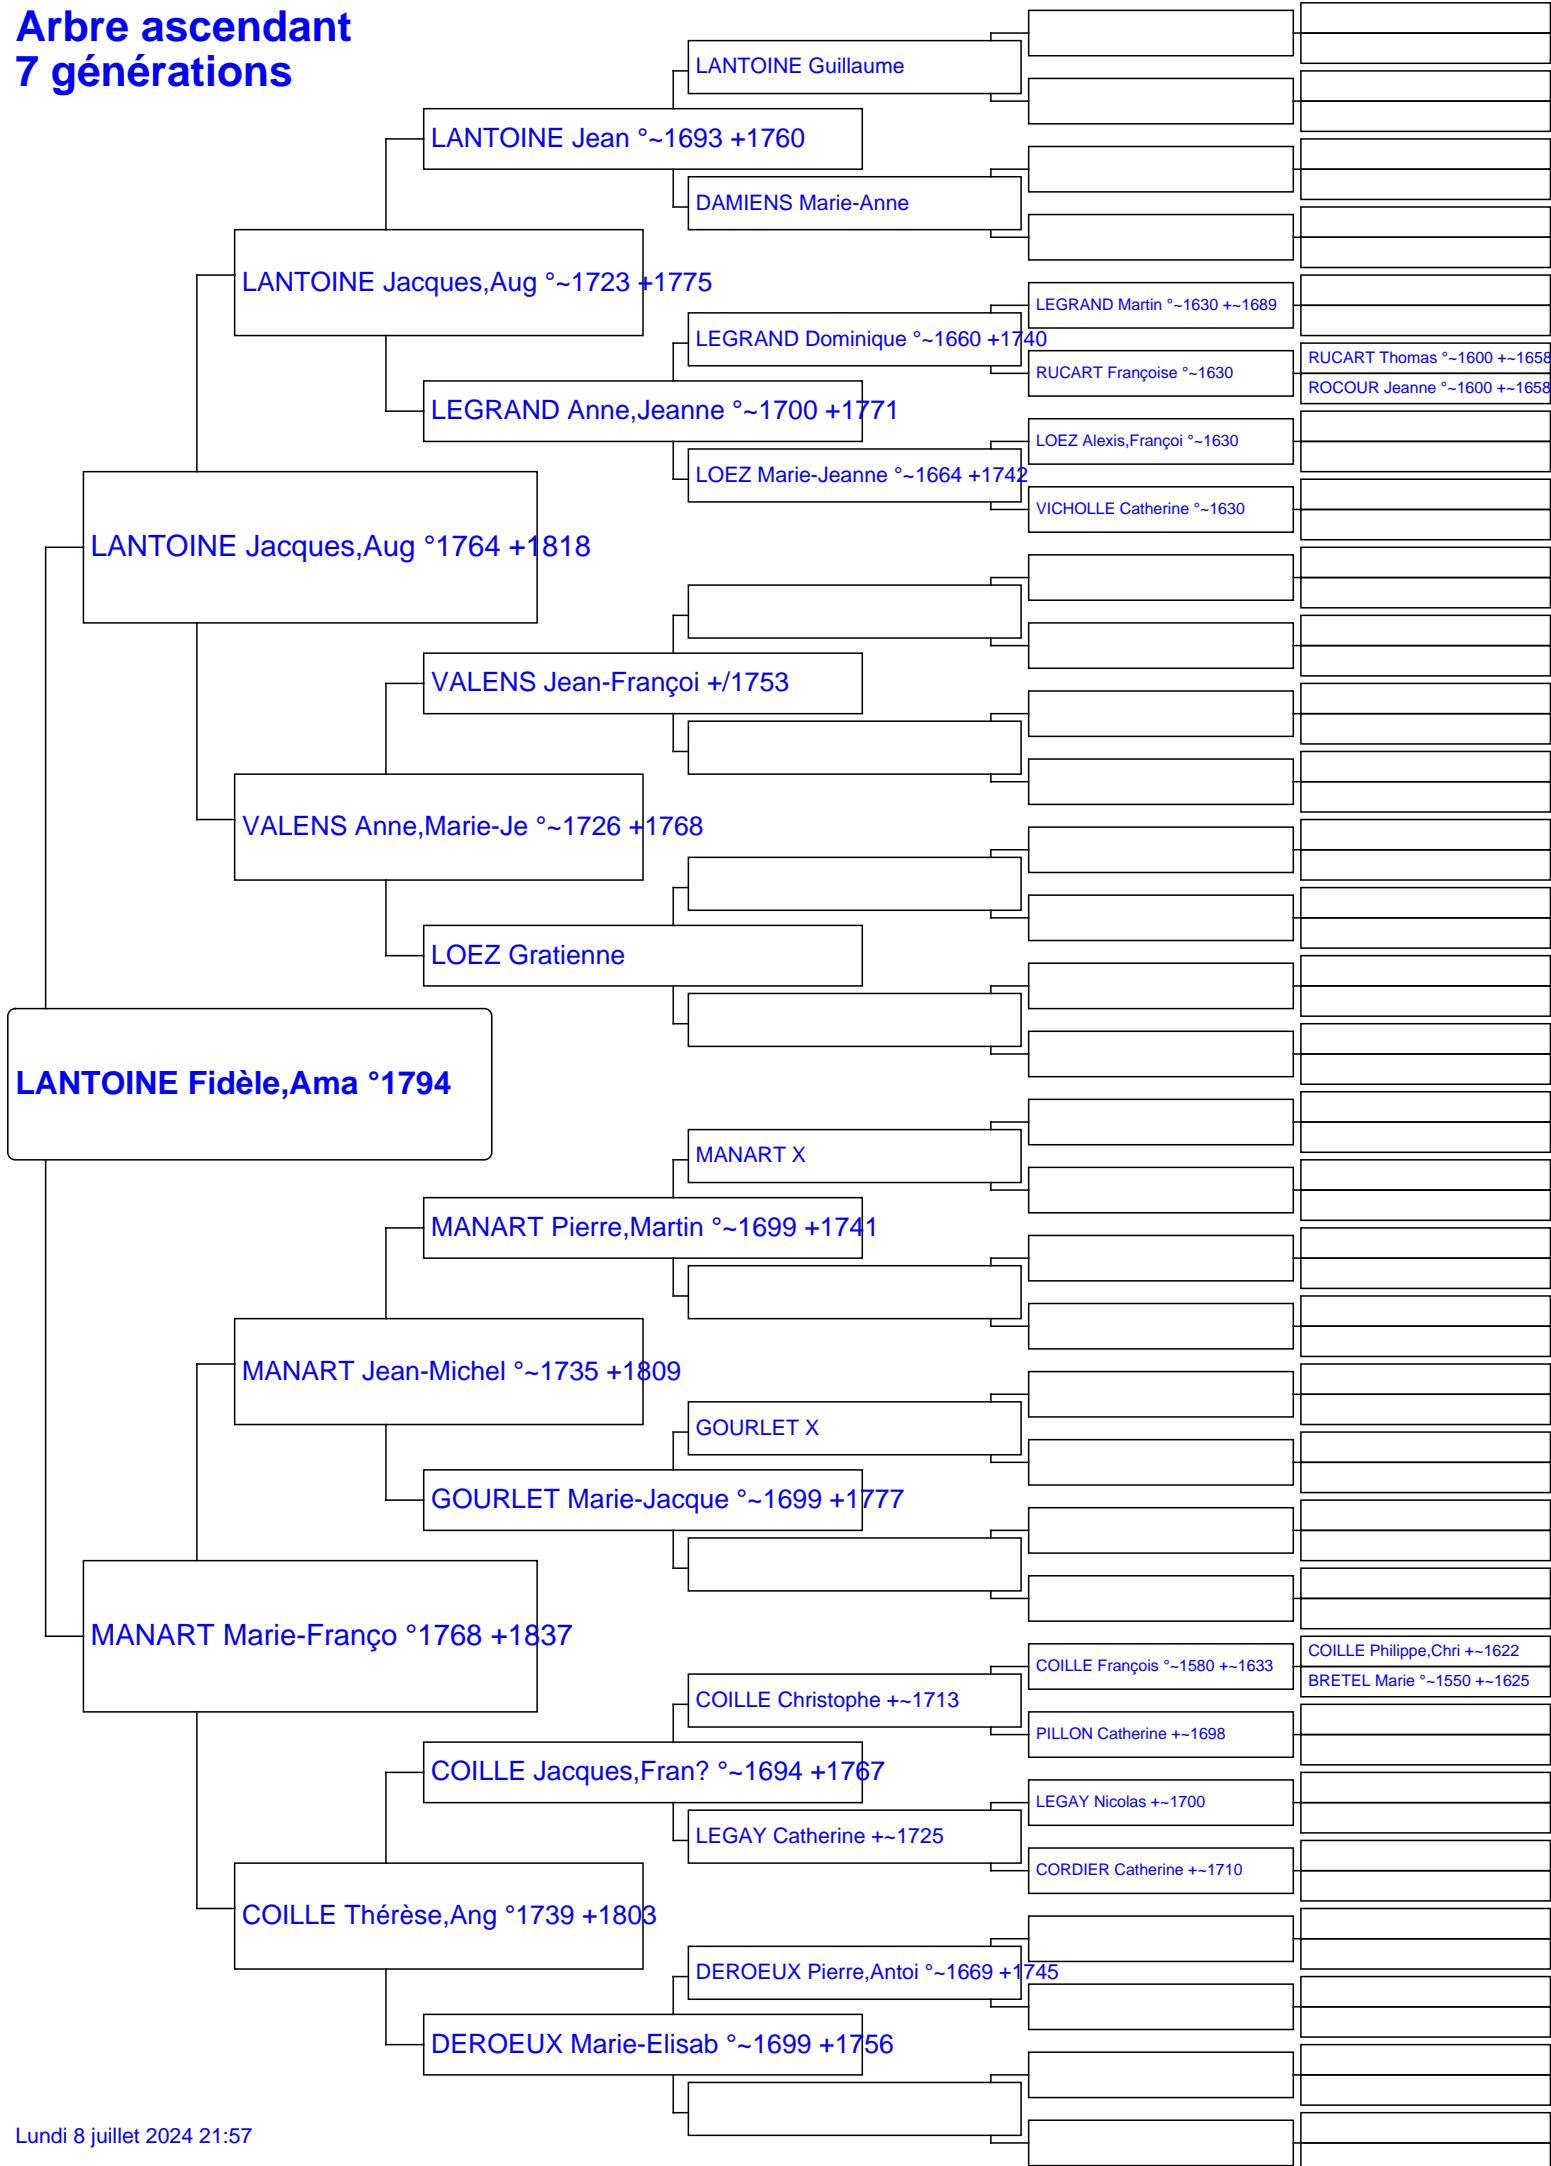 Arbre ascendant
7 générations
LANTOINE Guillaume
LANTOINE Jean °~1693 +1760
DAMIENS Marie-Anne
LANTOINE Jacques,Aug °~1723 +1775
LEGRAND Martin °~1630 +~1689
LEGRAND Dominique °~1660 +1740
RUCART Thomas °~1600 +~1658
RUCART Françoise °~1630
ROCOUR Jeanne °~1600 +~1658
LEGRAND Anne,Jeanne °~1700 +1771
LOEZ Alexis,Françoi °~1630
LOEZ Marie-Jeanne °~1664 +1742
VICHOLLE Catherine °~1630
LANTOINE Jacques,Aug °1764 +1818
VALENS Jean-Françoi +/1753
VALENS Anne,Marie-Je °~1726 +1768
LOEZ Gratienne
LANTOINE Fidèle,Ama °1794
MANART X
MANART Pierre,Martin °~1699 +1741
MANART Jean-Michel °~1735 +1809
GOURLET X
GOURLET Marie-Jacque °~1699 +1777
MANART Marie-Franço °1768 +1837
COILLE Philippe,Chri +~1622
COILLE François °~1580 +~1633
BRETEL Marie °~1550 +~1625
COILLE Christophe +~1713
PILLON Catherine +~1698
COILLE Jacques,Fran? °~1694 +1767
LEGAY Nicolas +~1700
LEGAY Catherine +~1725
CORDIER Catherine +~1710
COILLE Thérèse,Ang °1739 +1803
DEROEUX Pierre,Antoi °~1669 +1745
DEROEUX Marie-Elisab °~1699 +1756
Lundi 8 juillet 2024 21:57